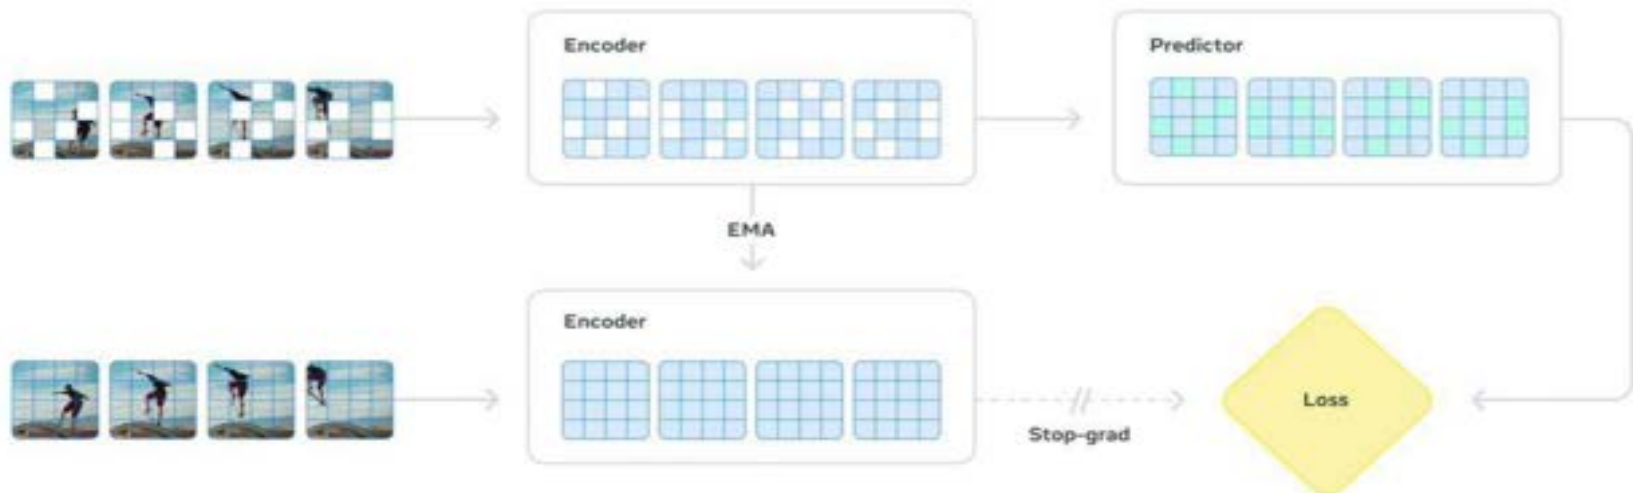 Encoder
Predictor
EMA
Encoder
Loss
Stop-grad